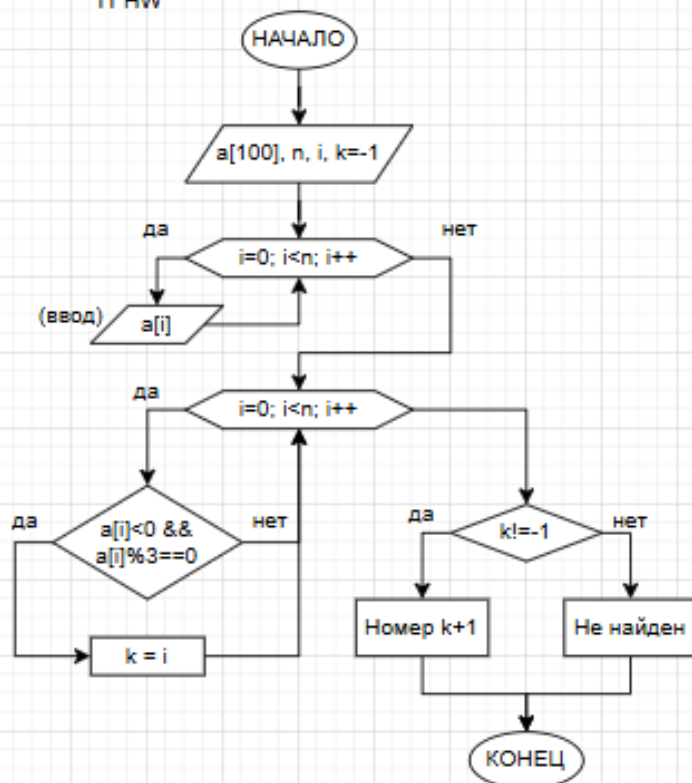 НАЧАЛО
a[100], n, i, k=-1
да
нет
i=0; i<n; i++
(ввод)
a[i]
да
i=0; i<n; i++
да
a[i]<0 &&
a[i]%3==0
нет
да
k!=-1
нет
k = i
Номер k+1
Не найден
КОНЕЦ